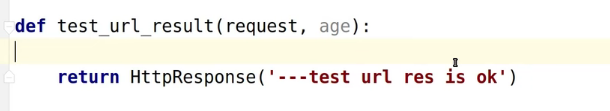 def test_url_result(request, age):
    return HttpResponse('---test url res is ok')